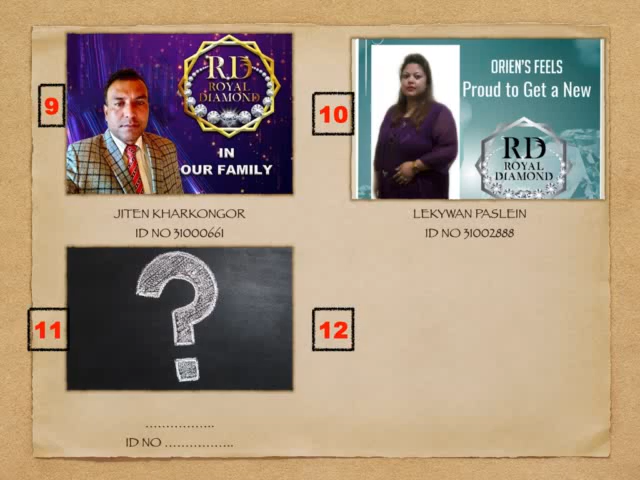 9
RD
ROYAL
DIAMOND
IN
OUR FAMILY
JITEN KHARKONGOR
ID NO 31000661
10
ORIEN'S FEELS
Proud to Get a New
RD
ROYAL
DIAMOND
LEKYWAN PASLEIN
ID NO 31002888
11
?
................
ID NO ................
12